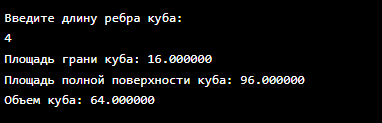 Введите длину ребра куба:
4
Площадь грани куба: 16.000000
Площадь полной поверхности куба: 96.000000
Объем куба: 64.000000